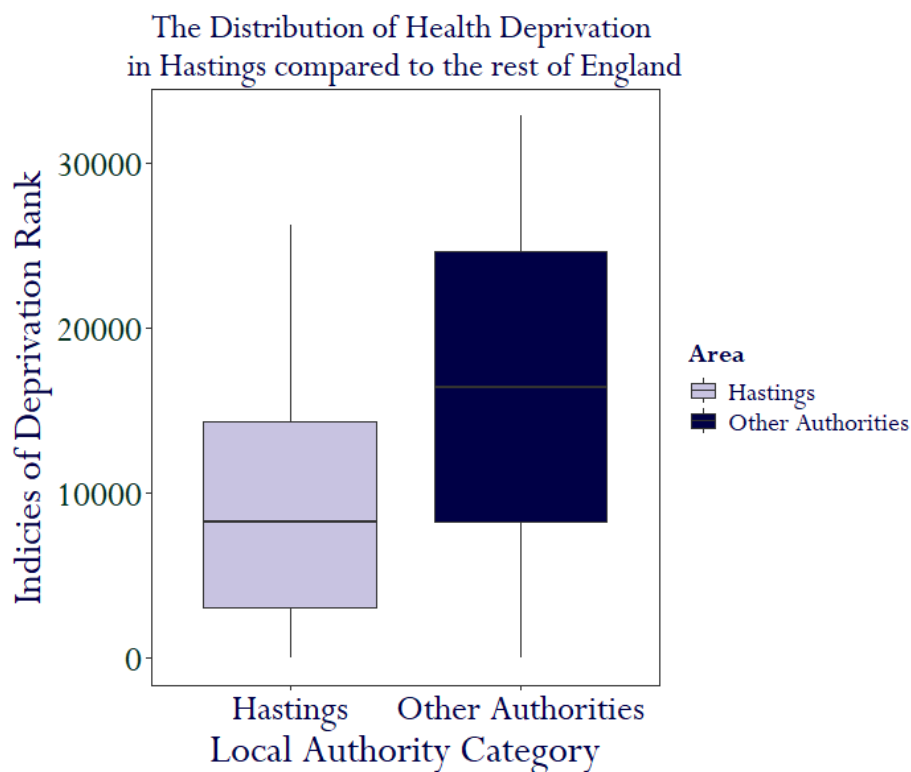 The Distribution of Health Deprivation
in Hastings compared to the rest of England
Indicies of Deprivation Rank
30000
20000
10000
0
Hastings
Other Authorities
Local Authority Category
Area
Hastings
Other Authorities